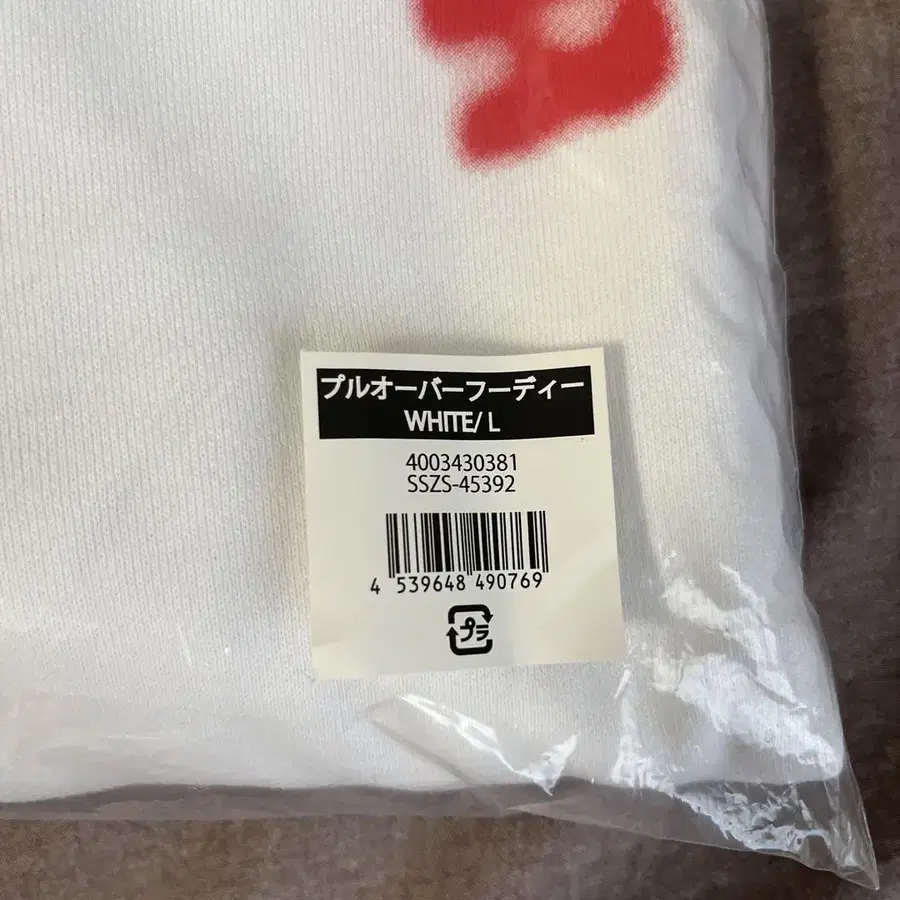 プルオーバーフーディー
WHITE/ L
4003430381
SSZS-45392
4 539648 490769
プラ